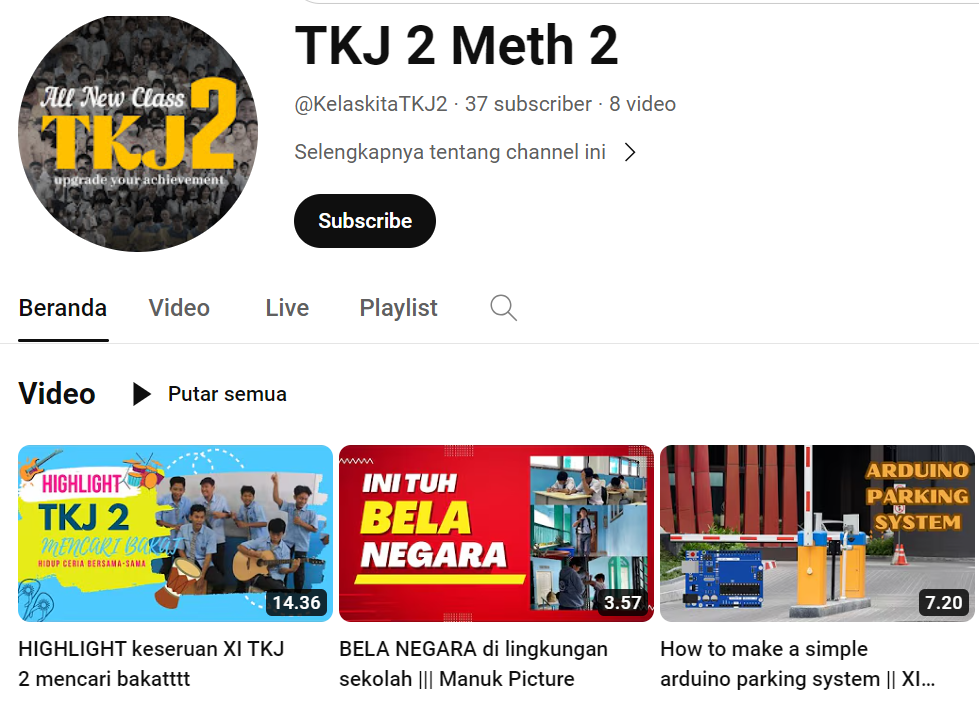 All New Class
TKJ 2
upgrade your achievement
TKJ 2 Meth 2
@KelaskitaTKJ2 · 37 subscriber · 8 video
Selengkapnya tentang channel ini
Subscribe
Beranda Video Live Playlist
Video Putar semua
HIGHLIGHT
TKJ 2
MENCARI BAKAT
HIDUP CERIA BERSAMA-SAMA
14.36
INI TUH
BELA
NEGARA
3.57
ARDUINO
PARKING
SYSTEM
7.20
HIGHLIGHT keseruan XI TKJ
2 mencari bakatttt
BELA NEGARA di lingkungan
sekolah ||| Manuk Picture
How to make a simple
arduino parking system || XI...